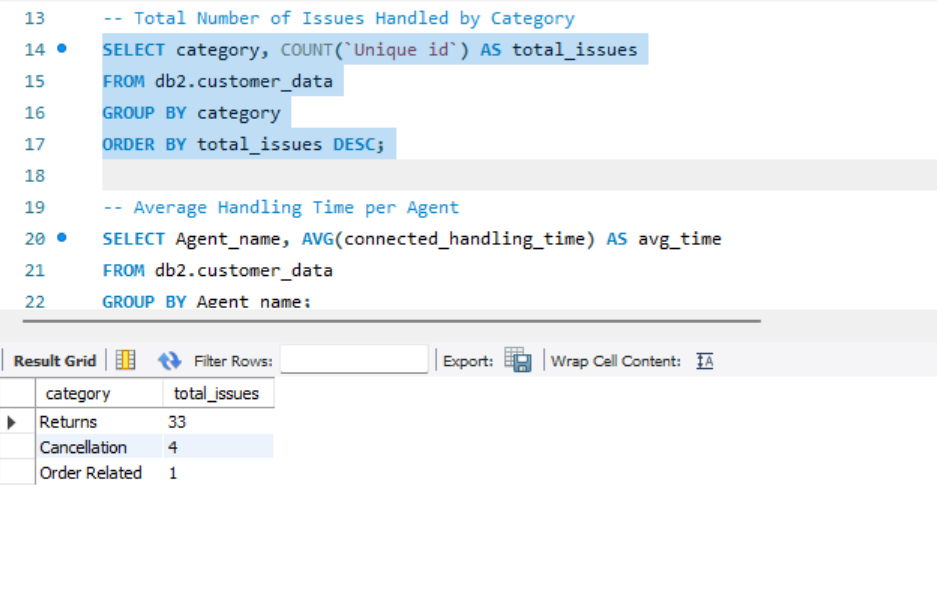 13 -- Total Number of Issues Handled by Category
14 SELECT category, COUNT(`Unique id`) AS total_issues
15 FROM db2.customer_data
16 GROUP BY category
17 ORDER BY total_issues DESC;
18
19 -- Average Handling Time per Agent
20 SELECT Agent_name, AVG(connected_handling_time) AS avg_time
21 FROM db2.customer_data
22 GROUP BY Agent_name;
Result Grid Filter Rows: Export: Wrap Cell Content: IA
category total_issues
Returns 33
Cancellation 4
Order Related 1